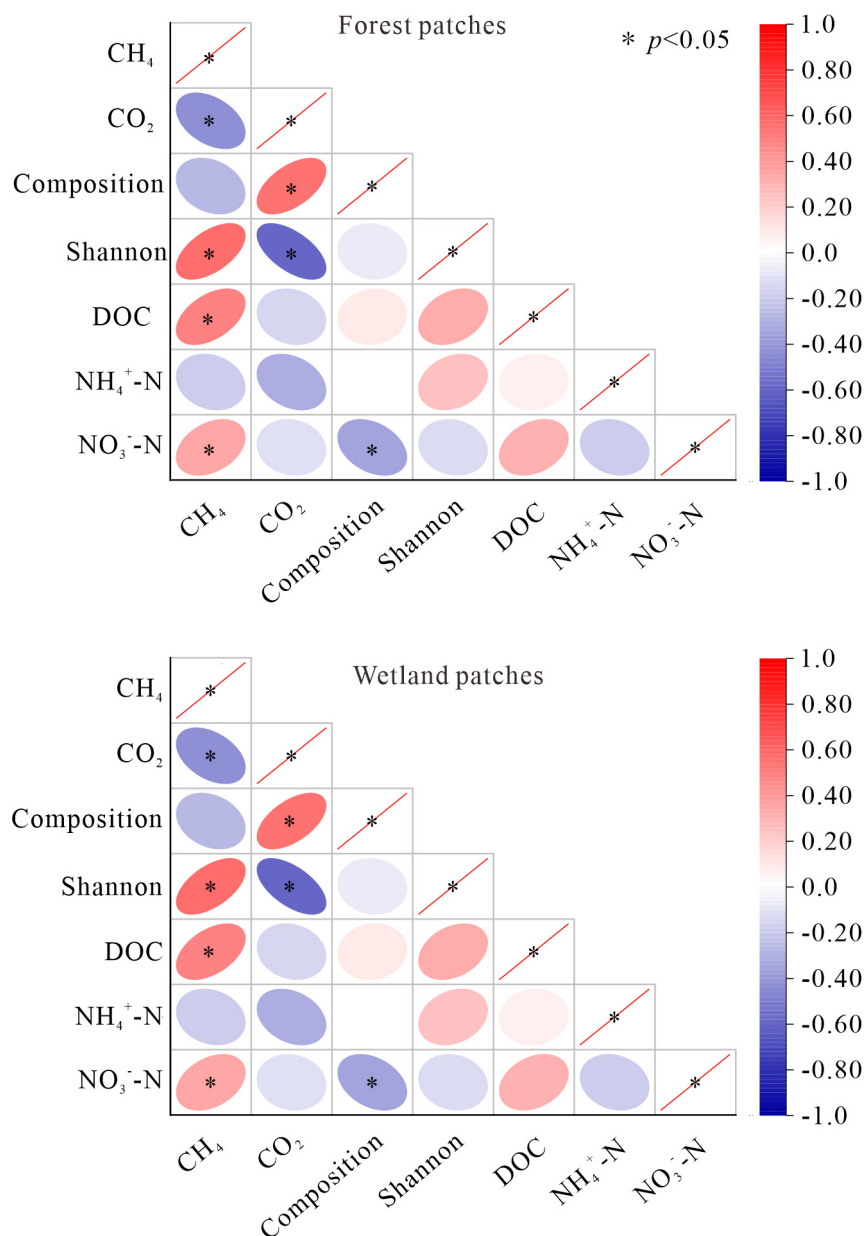 Forest patches
* p<0.05
CH₄
CO₂
Composition
Shannon
DOC
NH₄⁺-N
NO₃⁻-N
CH₄
CO₂
Composition
Shannon
DOC
NH₄⁺-N
NO₃⁻-N
1.0
0.80
0.60
0.40
0.20
0.0
-0.20
-0.40
-0.60
-0.80
-1.0
Wetland patches
CH₄
CO₂
Composition
Shannon
DOC
NH₄⁺-N
NO₃⁻-N
CH₄
CO₂
Composition
Shannon
DOC
NH₄⁺-N
NO₃⁻-N
1.0
0.80
0.60
0.40
0.20
0.0
-0.20
-0.40
-0.60
-0.80
-1.0